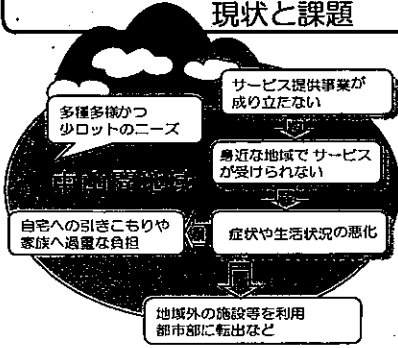 現状と課題
サービス提供事業が
成り立たない
多種多様かつ
少ロットのニーズ
身近な地域でサービス
が受けられない
中山間地域
自宅への引きこもりや
家族へ過重な負担
症状や生活状況の悪化
地域外の施設等を利用
都市部に転出など